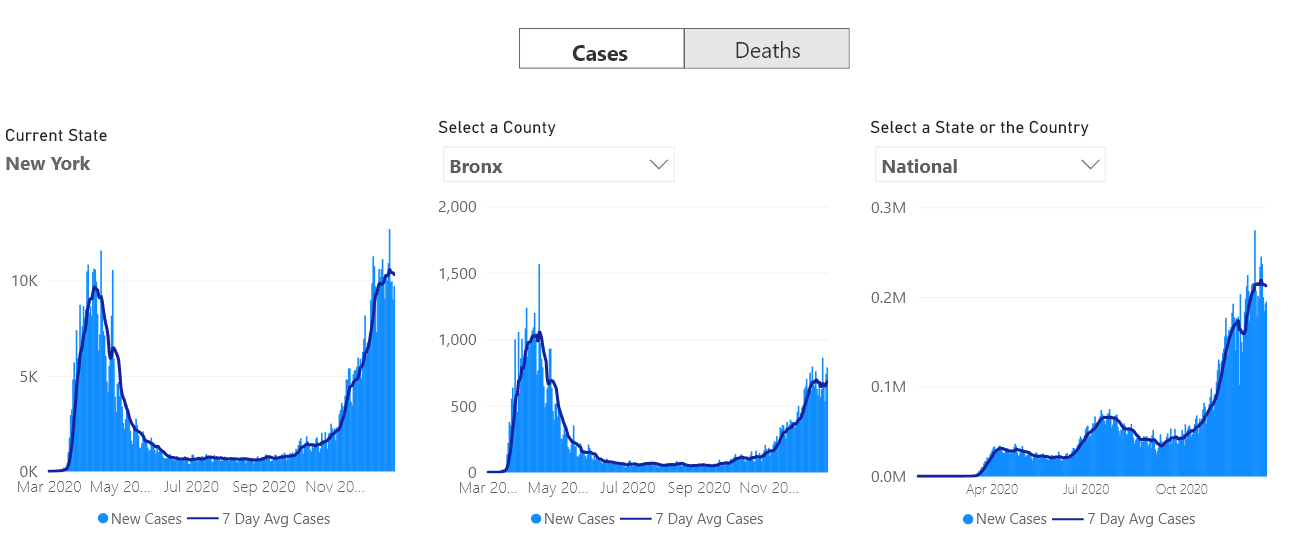 Cases Deaths
Current State
New York
10K
5K
0K
Mar 2020 May 20... Jul 2020 Sep 2020 Nov 20...
New Cases 7 Day Avg Cases
Select a County
Bronx
2,000
1,500
1,000
500
0
Mar 20... May 20... Jul 2020 Sep 2020 Nov 20...
New Cases 7 Day Avg Cases
Select a State or the Country
National
0.3M
0.2M
0.1M
0.0M
Apr 2020 Jul 2020 Oct 2020
New Cases 7 Day Avg Cases